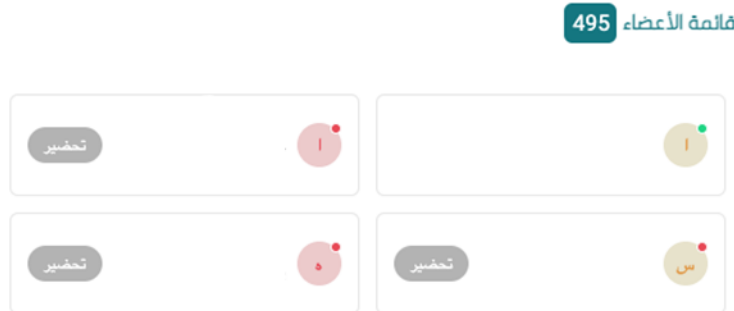 قائمة الأعضاء 495
ا
ا تحضير
س تحضير
ه تحضير